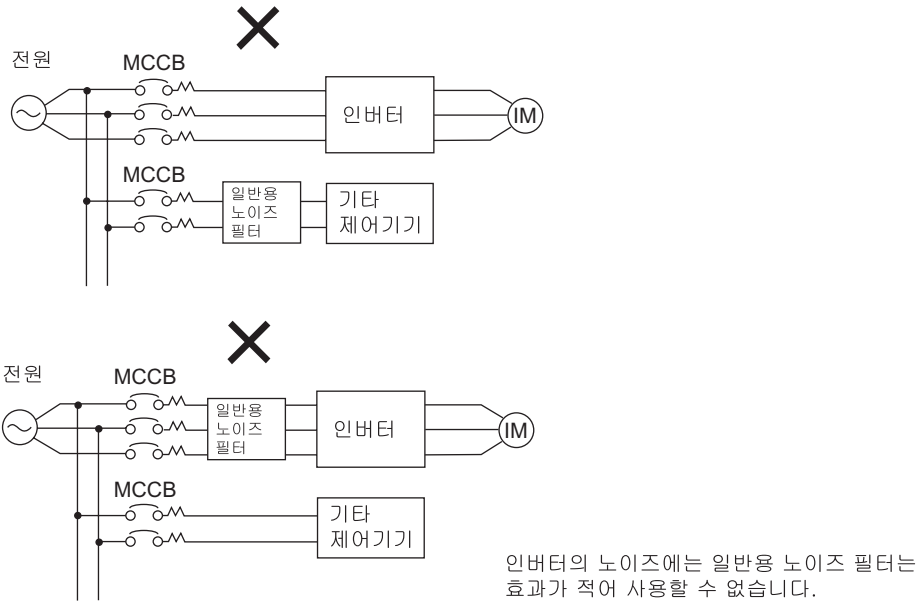 전원
MCCB
인버터
IM
MCCB
일반용
노이즈
필터
기타
제어기기
전원
MCCB
일반용
노이즈
필터
인버터
IM
MCCB
기타
제어기기
인버터의 노이즈에는 일반용 노이즈 필터는
효과가 적어 사용할 수 없습니다.